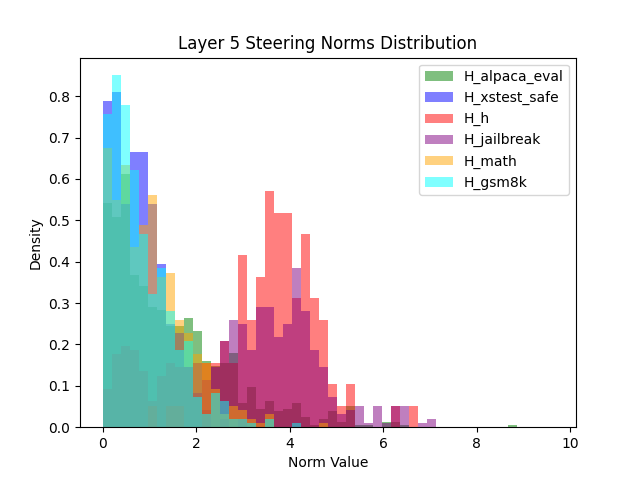 Layer 5 Steering Norms Distribution
H_alpaca_eval
H_xstest_safe
H_h
H_jailbreak
H_math
H_gsm8k
Density
0.8
0.7
0.6
0.5
0.4
0.3
0.2
0.1
0.0
0 2 4 6 8 10
Norm Value